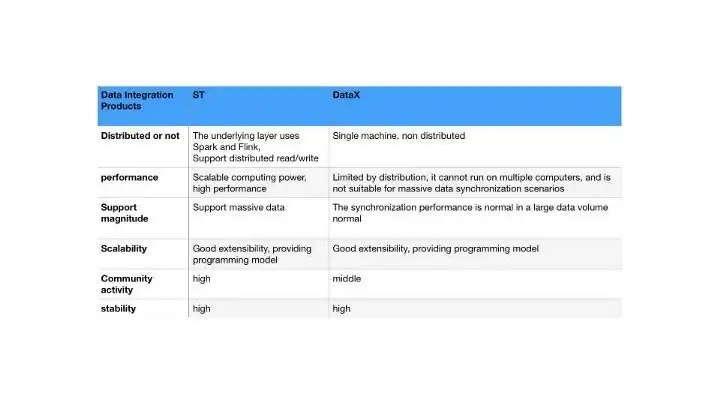 Data Integration Products ST DataX
Distributed or not The underlying layer uses Spark and Flink, Support distributed read/write Single machine, non distributed
performance Scalable computing power, high performance Limited by distribution, it cannot run on multiple computers, and is not suitable for massive data synchronization scenarios
Support magnitude Support massive data The synchronization performance is normal in a large data volume normal
Scalability Good extensibility, providing programming model Good extensibility, providing programming model
Community activity high middle
stability high high